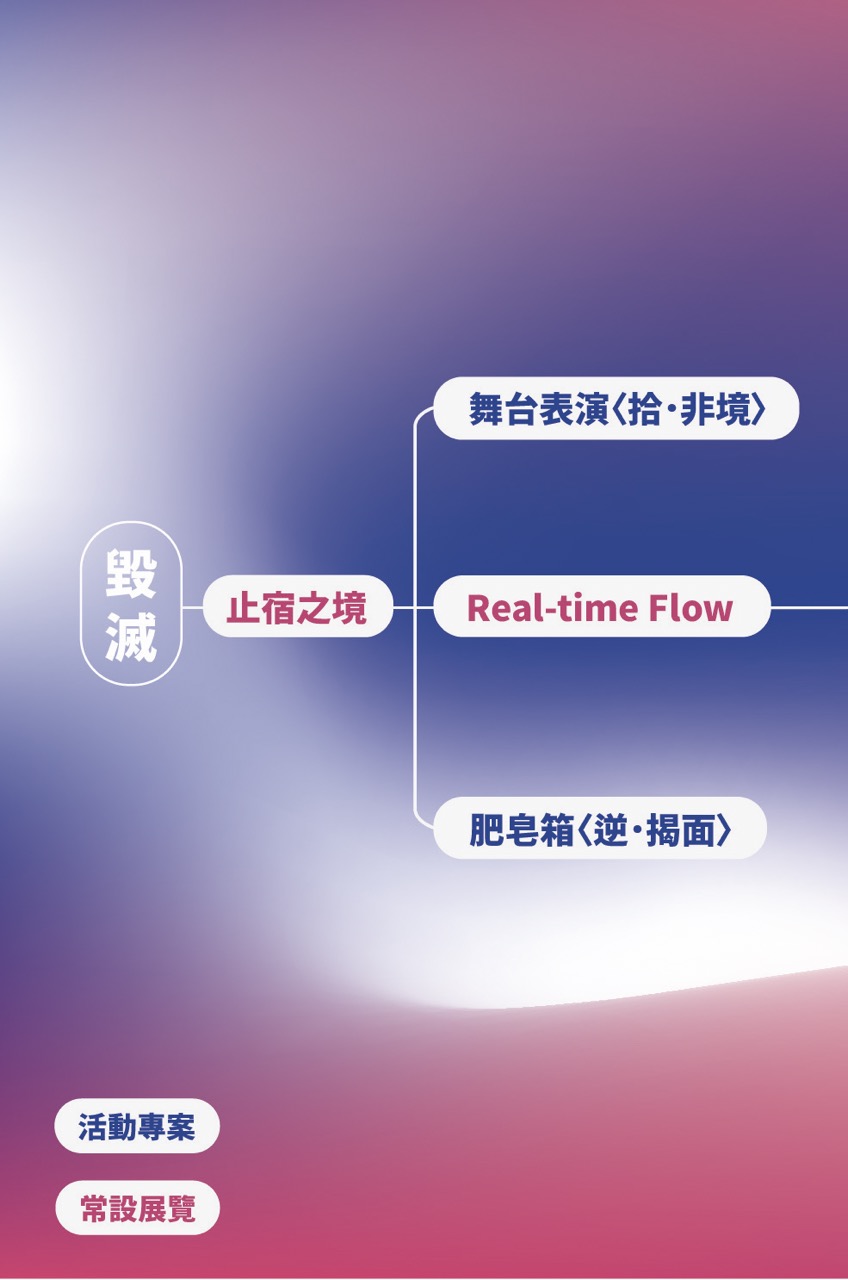 毀
滅
止宿之境
舞台表演〈拾·非境〉
Real-time Flow
肥皂箱〈逆·揭面〉
活動專案
常設展覽